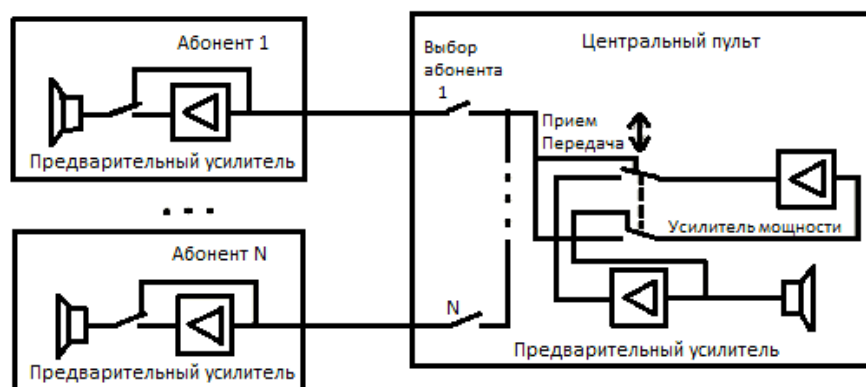 Абонент 1
Предварительный усилитель
Абонент N
Предварительный усилитель
Центральный пульт
Выбор
абонента
1
Прием
Передача
Усилитель мощности
N
Предварительный усилитель